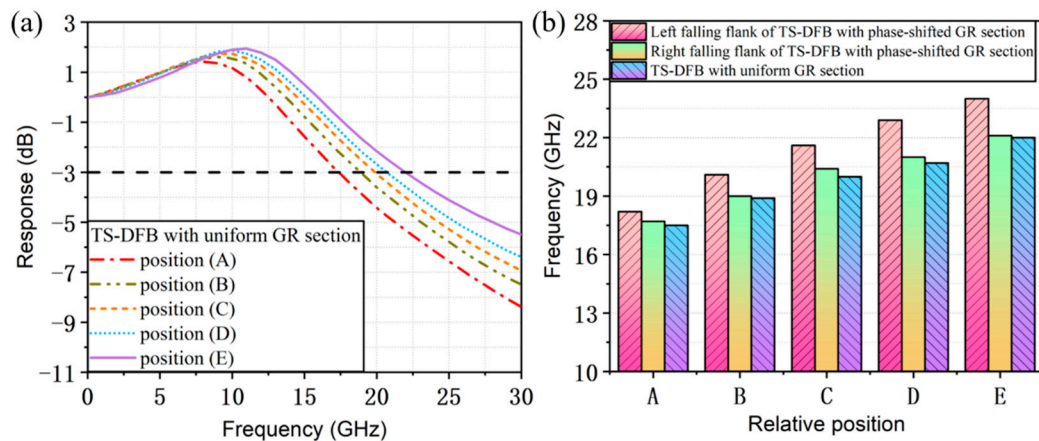 (a)
3
1
-1
-3
-5
-7
-9
-11
Response (dB)
TS-DFB with uniform GR section
position (A)
position (B)
position (C)
position (D)
position (E)
0 5 10 15 20 25 30
Frequency (GHz)
(b)
28
25
22
19
16
13
10
Frequency (GHz)
Left falling flank of TS-DFB with phase-shifted GR section
Right falling flank of TS-DFB with phase-shifted GR section
TS-DFB with uniform GR section
A B C D E
Relative position